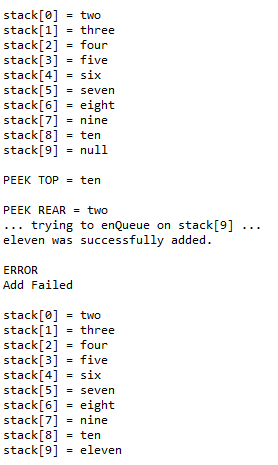 stack[0] = two
stack[1] = three
stack[2] = four
stack[3] = five
stack[4] = six
stack[5] = seven
stack[6] = eight
stack[7] = nine
stack[8] = ten
stack[9] = null
PEEK TOP = ten
PEEK REAR = two
... trying to enQueue on stack[9] ...
eleven was successfully added.
ERROR
Add Failed
stack[0] = two
stack[1] = three
stack[2] = four
stack[3] = five
stack[4] = six
stack[5] = seven
stack[6] = eight
stack[7] = nine
stack[8] = ten
stack[9] = eleven